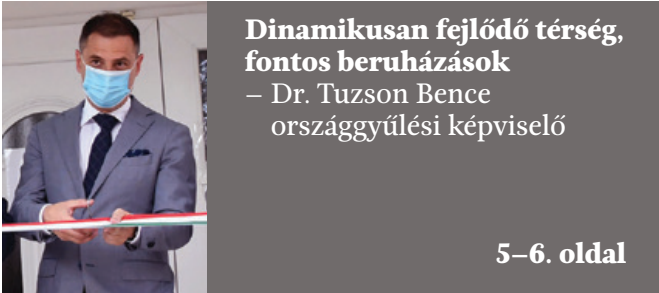 Dinamikusan fejlődő térség,
fontos beruházások
– Dr. Tuzson Bence
országgyűlési képviselő
5–6. oldal